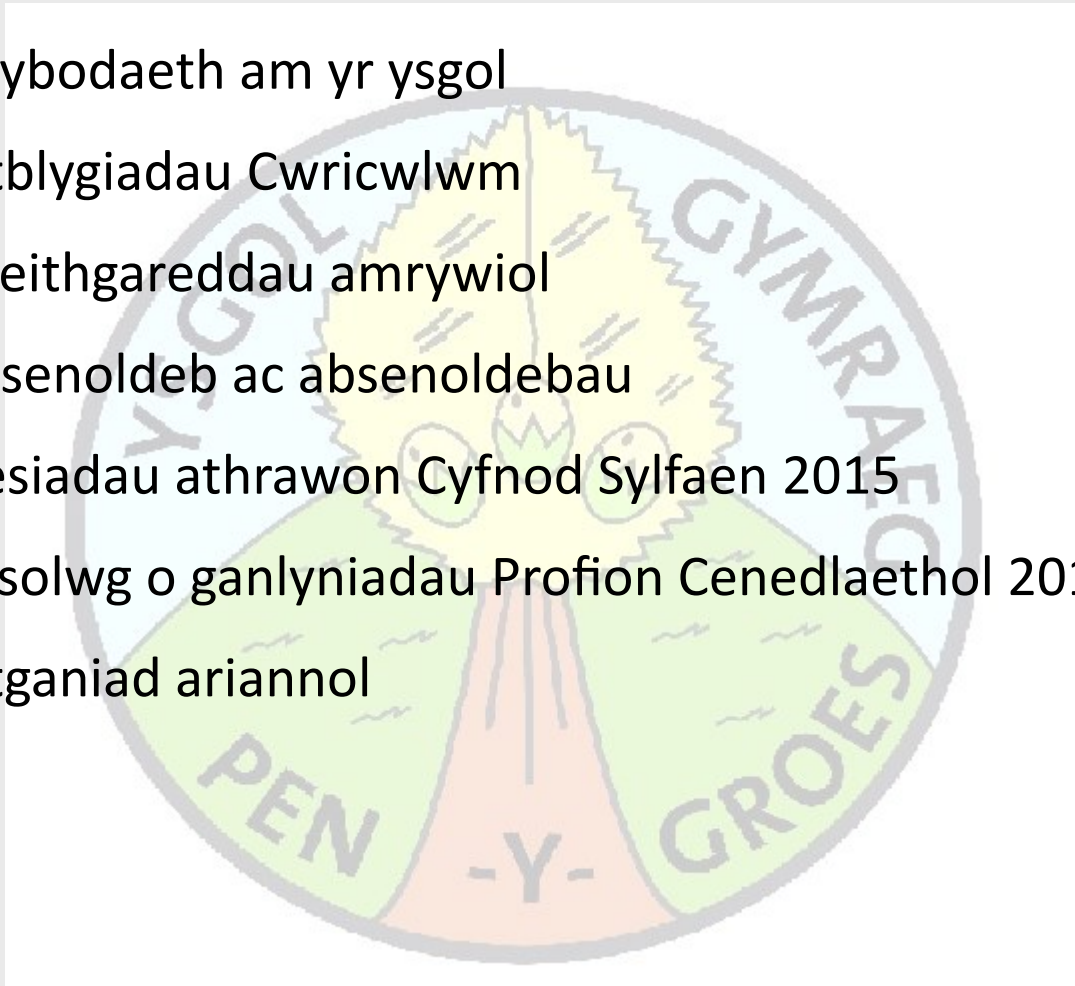 ybodaeth am yr ysgol
tblygiadau Cwricwlwm
eithgareddau amrywiol
senoldeb ac absenoldebau
esiadau athrawon Cyfnod Sylfaen 2015
solwg o ganlyniadau Profion Cenedlaethol 201
tganiad ariannol
YSGOL GYMRAEG
PEN -Y- GROES